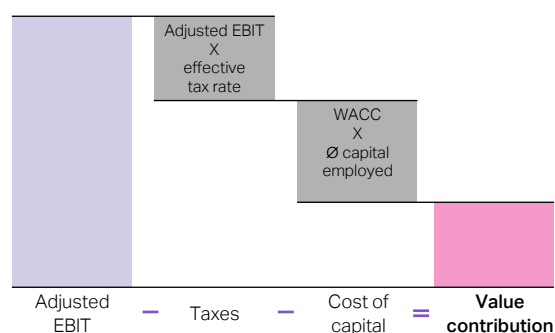 Adjusted EBIT
X
effective
tax rate
WACC
X
Ø capital
employed
Adjusted
EBIT
–
Taxes
–
Cost of
capital
=
Value
contribution